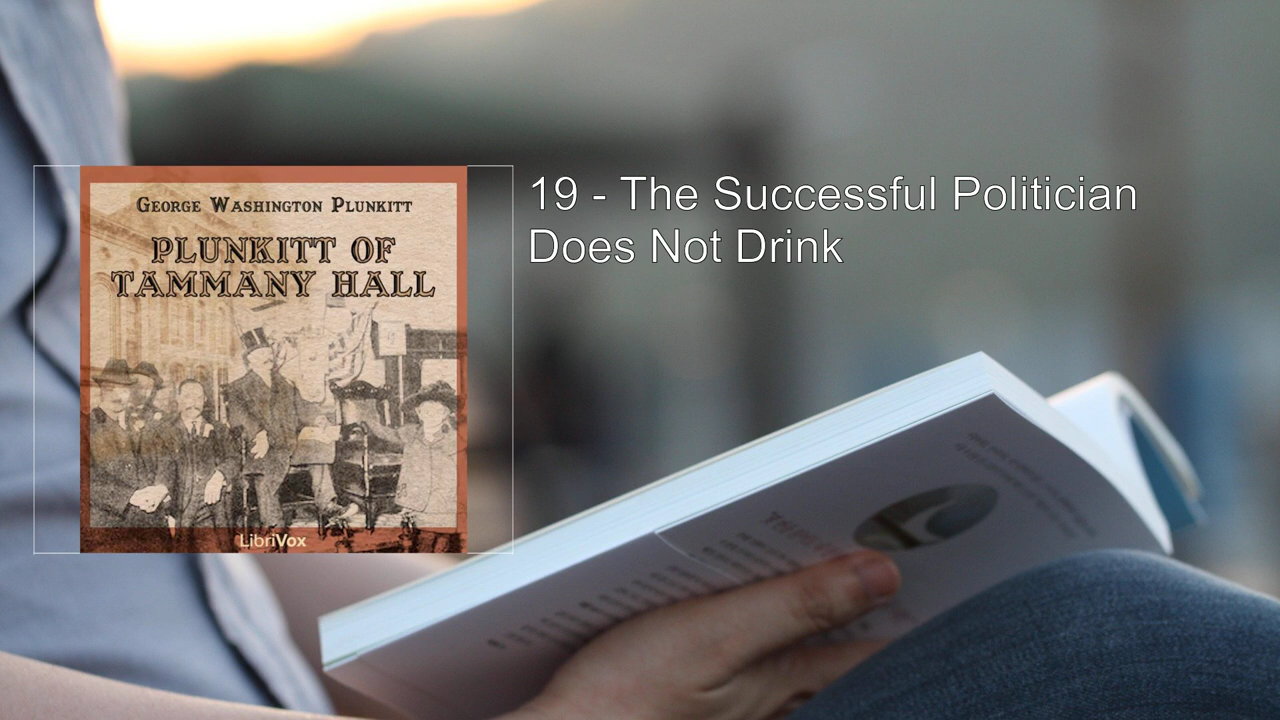 George Washington Plunkitt
Plunkitt of
Tammany Hall
LibriVox
19 - The Successful Politician
Does Not Drink